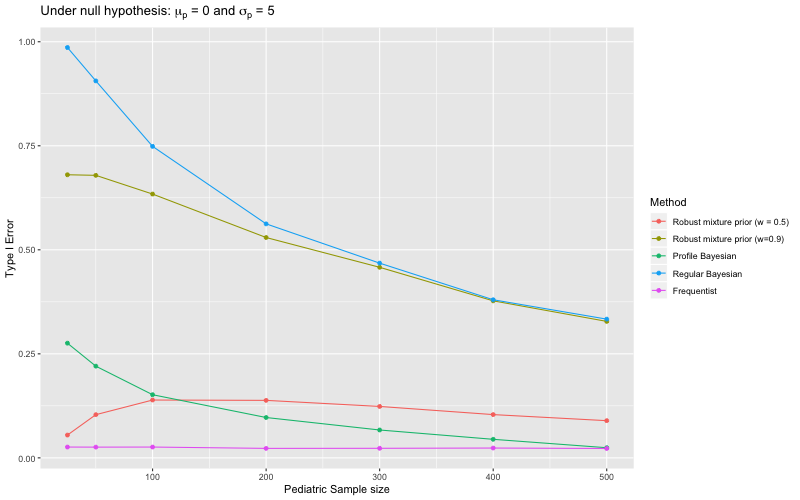 Under null hypothesis: μp = 0 and σp = 5
Type I Error
1.00
0.75
0.50
0.25
0.00
100
200
300
400
500
Pediatric Sample size
Method
Robust mixture prior (w = 0.5)
Robust mixture prior (w=0.9)
Profile Bayesian
Regular Bayesian
Frequentist